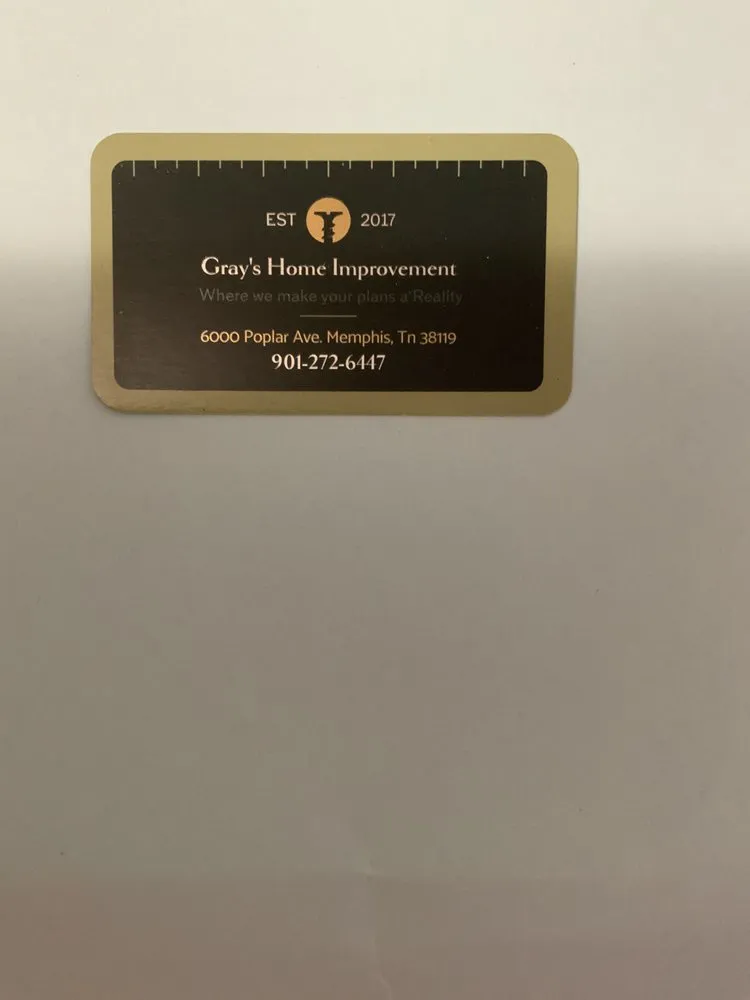 EST 2017
Gray's Home Improvement
Where we make your plans a Reality
6000 Poplar Ave. Memphis, Tn 38119
901-272-6447